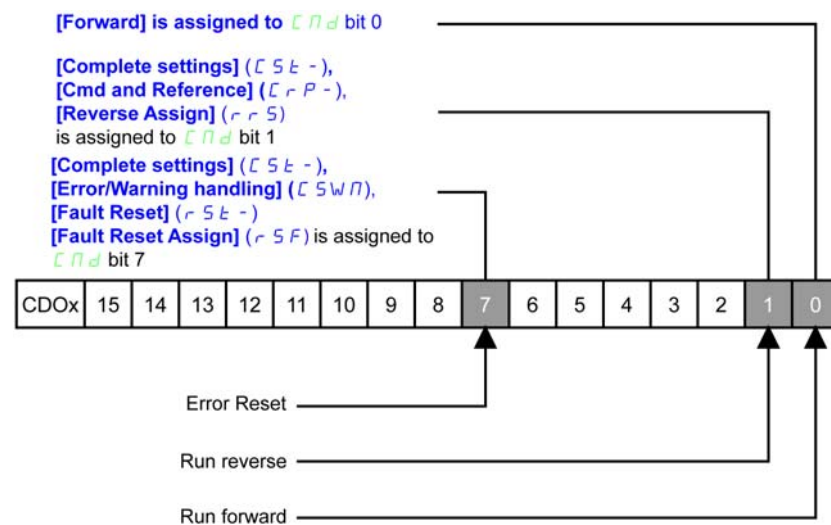 [Forward] is assigned to C M d bit 0
[Complete settings] (C S t -),
[Cmd and Reference] (C r P -),
[Reverse Assign] (r r S)
is assigned to C M d bit 1
[Complete settings] (C S t -),
[Error/Warning handling] (C S W M),
[Fault Reset] (r S t -)
[Fault Reset Assign] (r S F) is assigned to
C M d bit 7
CDOx 15 14 13 12 11 10 9 8 7 6 5 4 3 2 1 0
Error Reset
Run reverse
Run forward